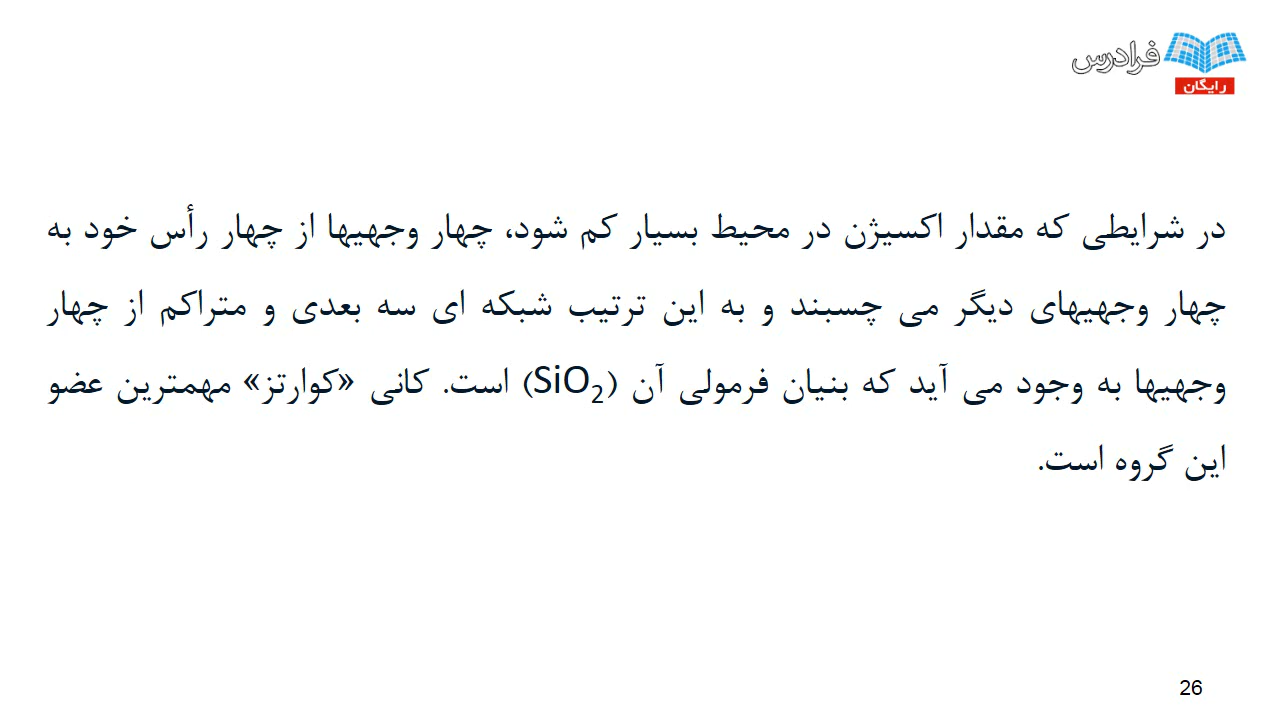 فرادرس
رایگان
در شرایطی که مقدار اکسیژن در محیط بسیار کم شود، چهار وجهیها از چهار رأس خود به
چهار وجهیهای دیگر می چسبند و به این ترتیب شبکه ای سه بعدی و متراکم از چهار
وجهیها به وجود می آید که بنیان فرمولی آن (SiO₂) است. کانی «کوارتز» مهمترین عضو
این گروه است.
26